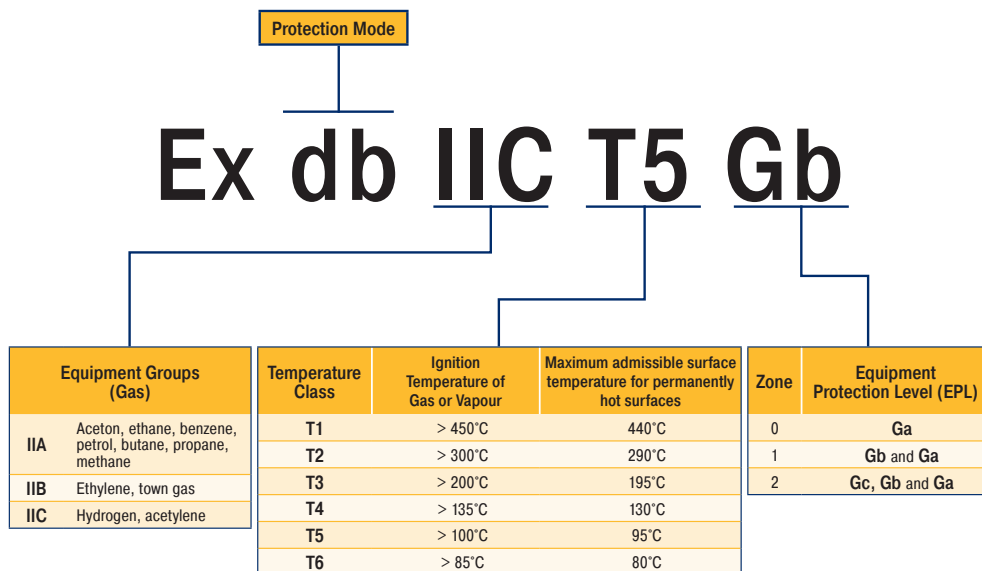 Protection Mode
Ex db IIC T5 Gb
Equipment Groups
(Gas)
IIA Aceton, ethane, benzene,
petrol, butane, propane,
methane
IIB Ethylene, town gas
IIC Hydrogen, acetylene
Temperature
Class
Ignition
Temperature of
Gas or Vapour
Maximum admissible surface
temperature for permanently
hot surfaces
T1 > 450°C 440°C
T2 > 300°C 290°C
T3 > 200°C 195°C
T4 > 135°C 130°C
T5 > 100°C 95°C
T6 > 85°C 80°C
Zone
Equipment
Protection Level (EPL)
0 Ga
1 Gb and Ga
2 Gc, Gb and Ga